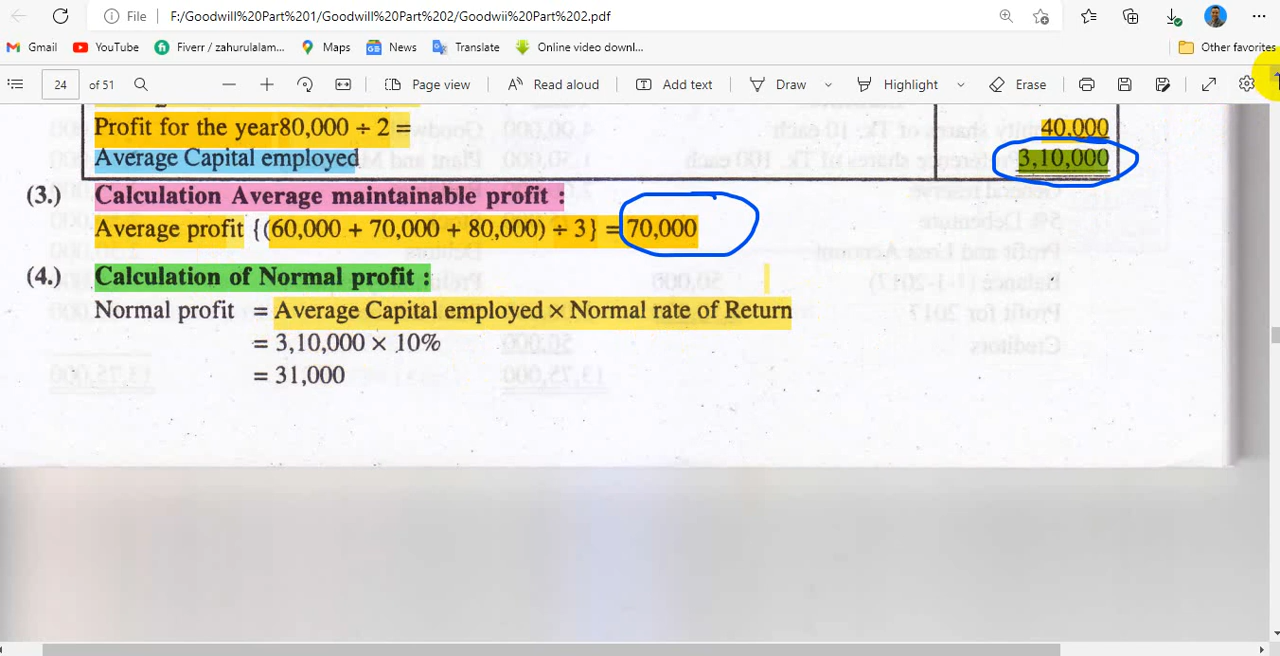 File F:/Goodwill%20Part%201/Goodwill%20Part%202/Goodwii%20Part%202.pdf
Gmail YouTube Fiverr / zahurulalam... Maps News Translate Online video downl... Other favorites
24 of 51 Page view Read aloud Add text Draw Highlight Erase
Profit for the year80,000 ÷ 2 = 40,000
Average Capital employed 3,10,000
(3.) Calculation Average maintainable profit :
Average profit {(60,000 + 70,000 + 80,000) ÷ 3} = 70,000
(4.) Calculation of Normal profit :
Normal profit = Average Capital employed × Normal rate of Return
= 3,10,000 × 10%
= 31,000